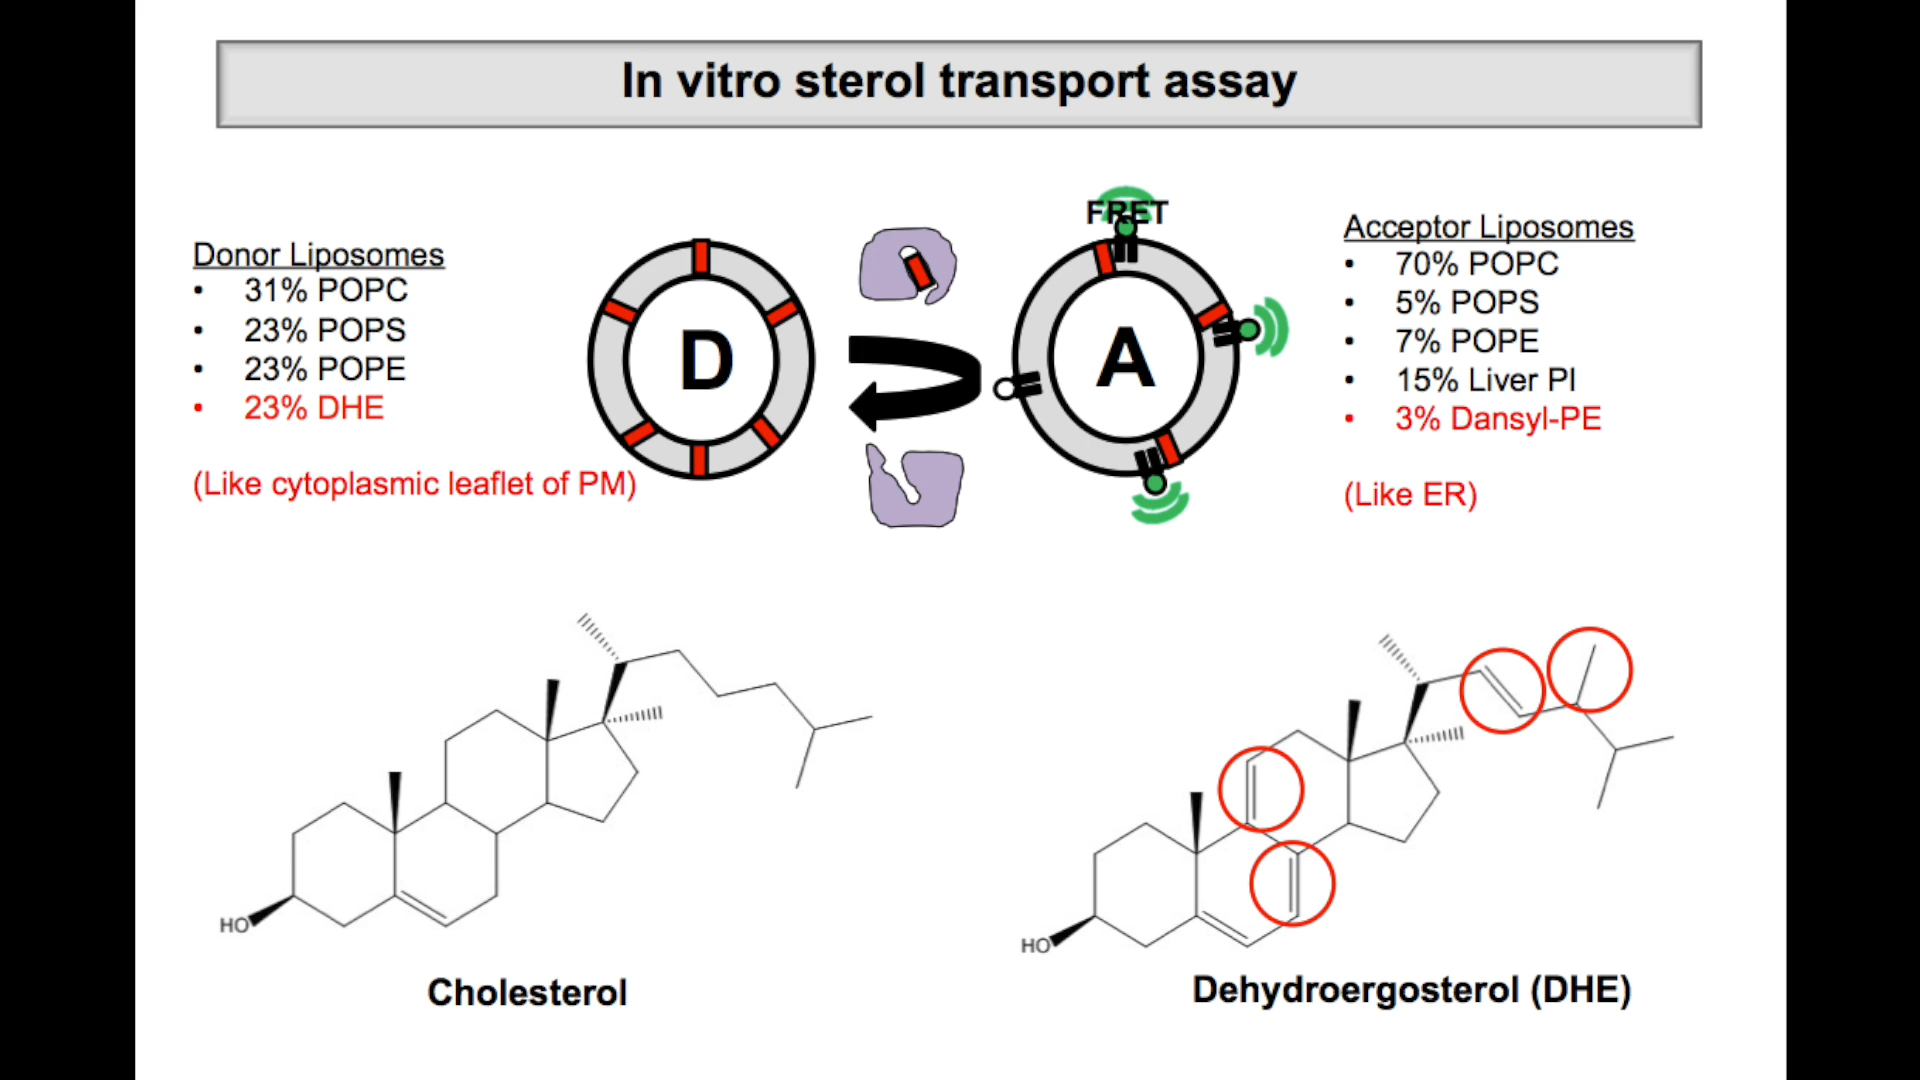 In vitro sterol transport assay
Donor Liposomes
• 31% POPC
• 23% POPS
• 23% POPE
• 23% DHE
(Like cytoplasmic leaflet of PM)
D
FRET
A
Acceptor Liposomes
• 70% POPC
• 5% POPS
• 7% POPE
• 15% Liver PI
• 3% Dansyl-PE
(Like ER)
HO
Cholesterol
HO
Dehydroergosterol (DHE)